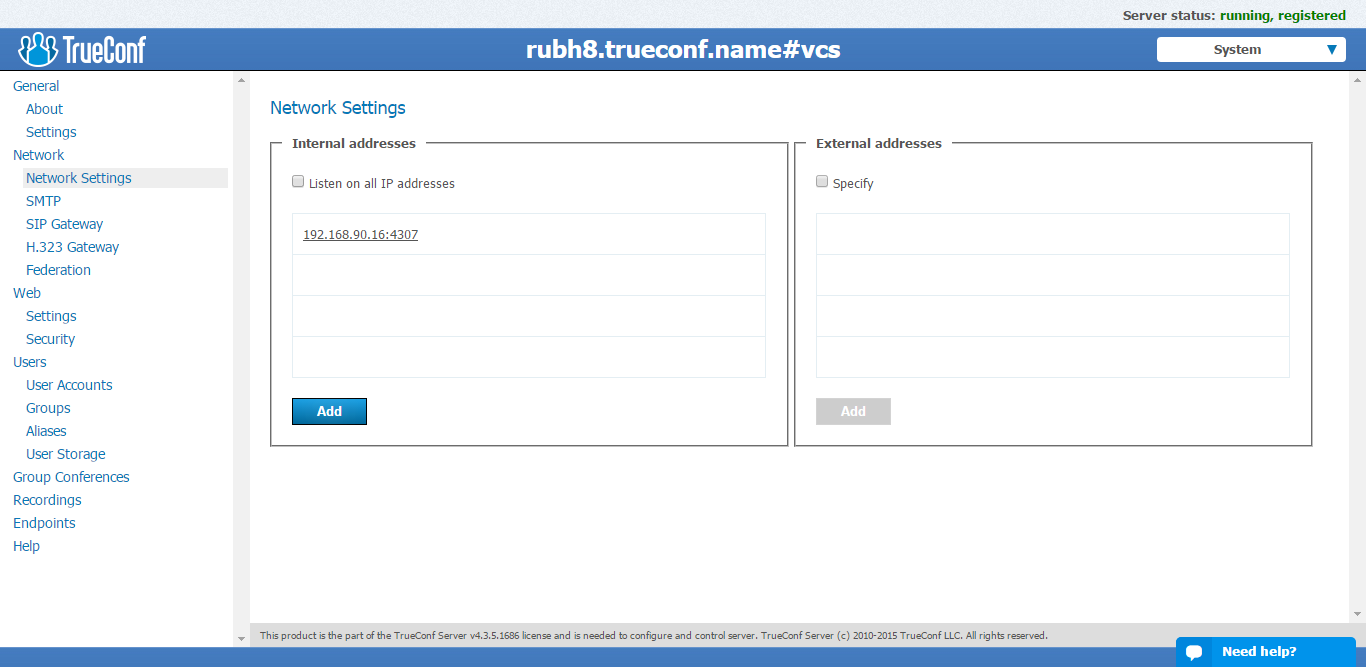 Server status: running, registered
TrueConf
rubh8.trueconf.name#vcs
System
General
About
Settings
Network
Network Settings
SMTP
SIP Gateway
H.323 Gateway
Federation
Web
Settings
Security
Users
User Accounts
Groups
Aliases
User Storage
Group Conferences
Recordings
Endpoints
Help
Network Settings
Internal addresses
Listen on all IP addresses
192.168.90.16:4307
Add
External addresses
Specify
Add
This product is the part of the TrueConf Server v4.3.5.1686 license and is needed to configure and control server. TrueConf Server (c) 2010-2015 TrueConf LLC. All rights reserved.
Need help?